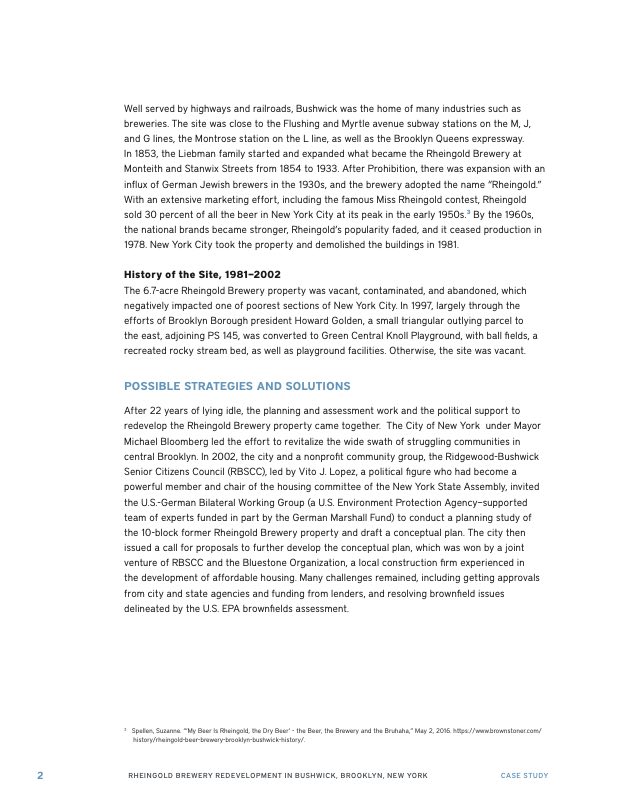 Well served by highways and railroads, Bushwick was the home of many industries such as
breweries. The site was close to the Flushing and Myrtle avenue subway stations on the M, J,
and G lines, the Montrose station on the L line, as well as the Brooklyn Queens expressway.
In 1853, the Liebman family started and expanded what became the Rheingold Brewery at
Monteith and Stanwix Streets from 1854 to 1933. After Prohibition, there was expansion with an
influx of German Jewish brewers in the 1930s, and the brewery adopted the name “Rheingold.”
With an extensive marketing effort, including the famous Miss Rheingold contest, Rheingold
sold 30 percent of all the beer in New York City at its peak in the early 1950s.³ By the 1960s,
the national brands became stronger, Rheingold’s popularity faded, and it ceased production in
1978. New York City took the property and demolished the buildings in 1981.
History of the Site, 1981–2002
The 6.7-acre Rheingold Brewery property was vacant, contaminated, and abandoned, which
negatively impacted one of poorest sections of New York City. In 1997, largely through the
efforts of Brooklyn Borough president Howard Golden, a small triangular outlying parcel to
the east, adjoining PS 145, was converted to Green Central Knoll Playground, with ball fields, a
recreated rocky stream bed, as well as playground facilities. Otherwise, the site was vacant.
POSSIBLE STRATEGIES AND SOLUTIONS
After 22 years of lying idle, the planning and assessment work and the political support to
redevelop the Rheingold Brewery property came together. The City of New York under Mayor
Michael Bloomberg led the effort to revitalize the wide swath of struggling communities in
central Brooklyn. In 2002, the city and a nonprofit community group, the Ridgewood-Bushwick
Senior Citizens Council (RBSCC), led by Vito J. Lopez, a political figure who had become a
powerful member and chair of the housing committee of the New York State Assembly, invited
the U.S.-German Bilateral Working Group (a U.S. Environment Protection Agency–supported
team of experts funded in part by the German Marshall Fund) to conduct a planning study of
the 10-block former Rheingold Brewery property and draft a conceptual plan. The city then
issued a call for proposals to further develop the conceptual plan, which was won by a joint
venture of RBSCC and the Bluestone Organization, a local construction firm experienced in
the development of affordable housing. Many challenges remained, including getting approvals
from city and state agencies and funding from lenders, and resolving brownfield issues
delineated by the U.S. EPA brownfields assessment.
³ Spellen, Suzanne. “‘My Beer Is Rheingold, the Dry Beer’ - the Beer, the Brewery and the Bruhaha,” May 2, 2016. https://www.brownstoner.com/
history/rheingold-beer-brewery-brooklyn-bushwick-history/.
2 RHEINGOLD BREWERY REDEVELOPMENT IN BUSHWICK, BROOKLYN, NEW YORK CASE STUDY